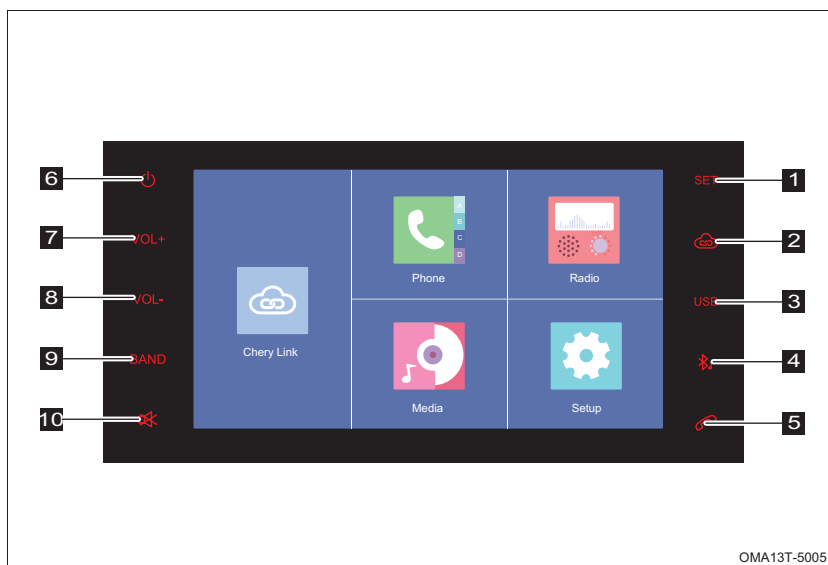 6
SET
1
A
B
C
D
7
VOL+
2
Phone
Radio
8
VOL-
USB
3
Chery Link
9
BAND
4
Media
Setup
10
5
OMA13T-5005